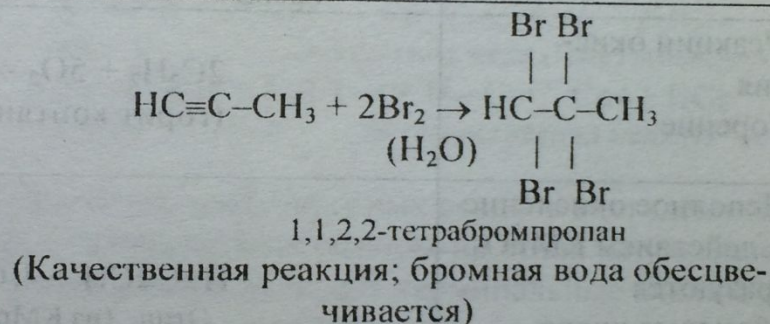 Br Br
| |
HC≡C–CH₃ + 2Br₂ → HC–C–CH₃
(H₂O) | |
Br Br
1,1,2,2-тетрабромпропан
(Качественная реакция; бромная вода обесцве-
чивается)